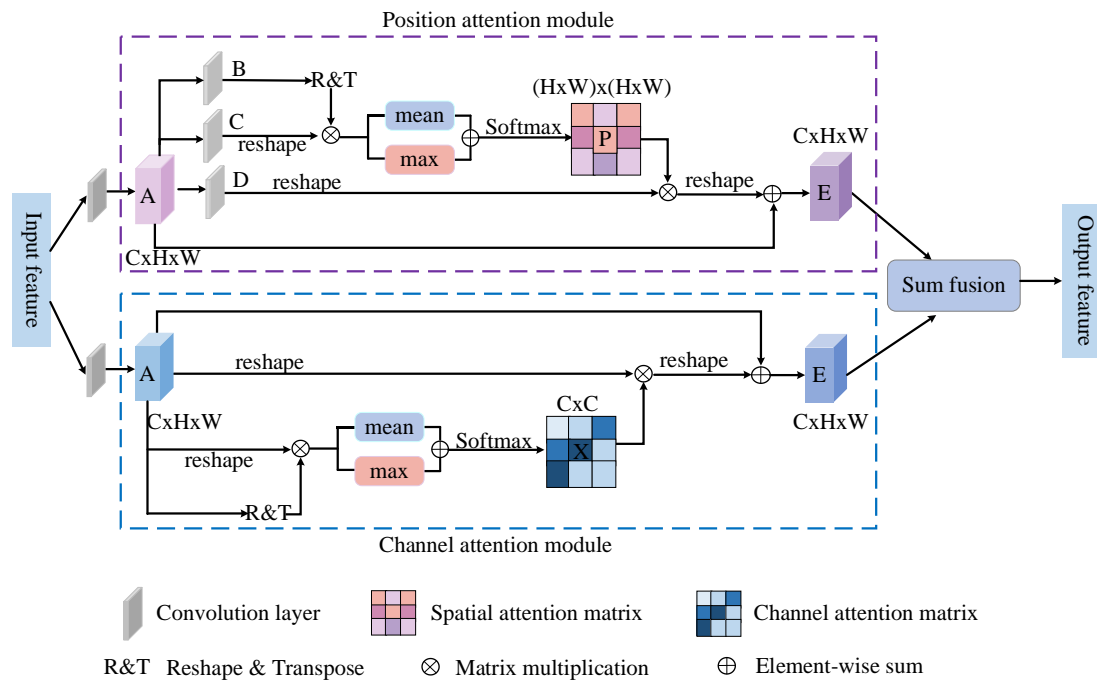 Position attention module
B
R&T
(HxW)x(HxW)
mean
C
reshape
Softmax
P
max
CxHxW
D
reshape
reshape
A
E
CxHxW
Input feature
Sum fusion
Output feature
A
reshape
reshape
E
CxHxW
CxC
CxHxW
mean
Softmax
X
reshape
max
R&T
Channel attention module
Convolution layer
Spatial attention matrix
Channel attention matrix
R&T Reshape & Transpose
Matrix multiplication
Element-wise sum